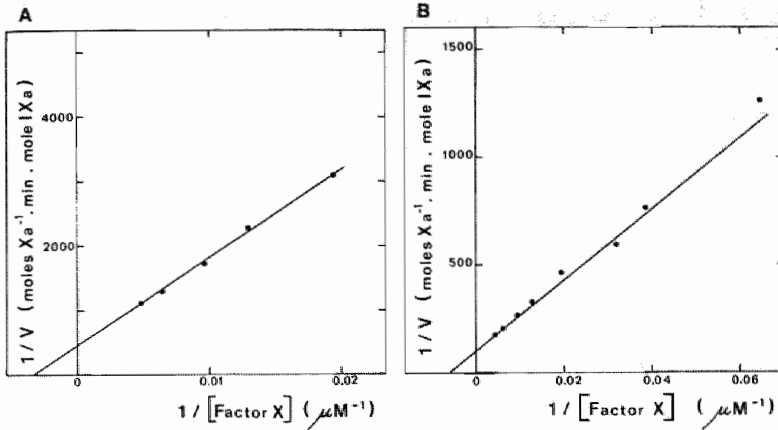 A
4000
2000
0
0.01
0.02
1/V (moles Xa⁻¹. min. mole IXa)
1/[Factor X] (μM⁻¹)
B
1500
1000
500
0
0.02
0.04
0.06
1/V (moles Xa⁻¹. min. mole IXa)
1/[Factor X] (μM⁻¹)